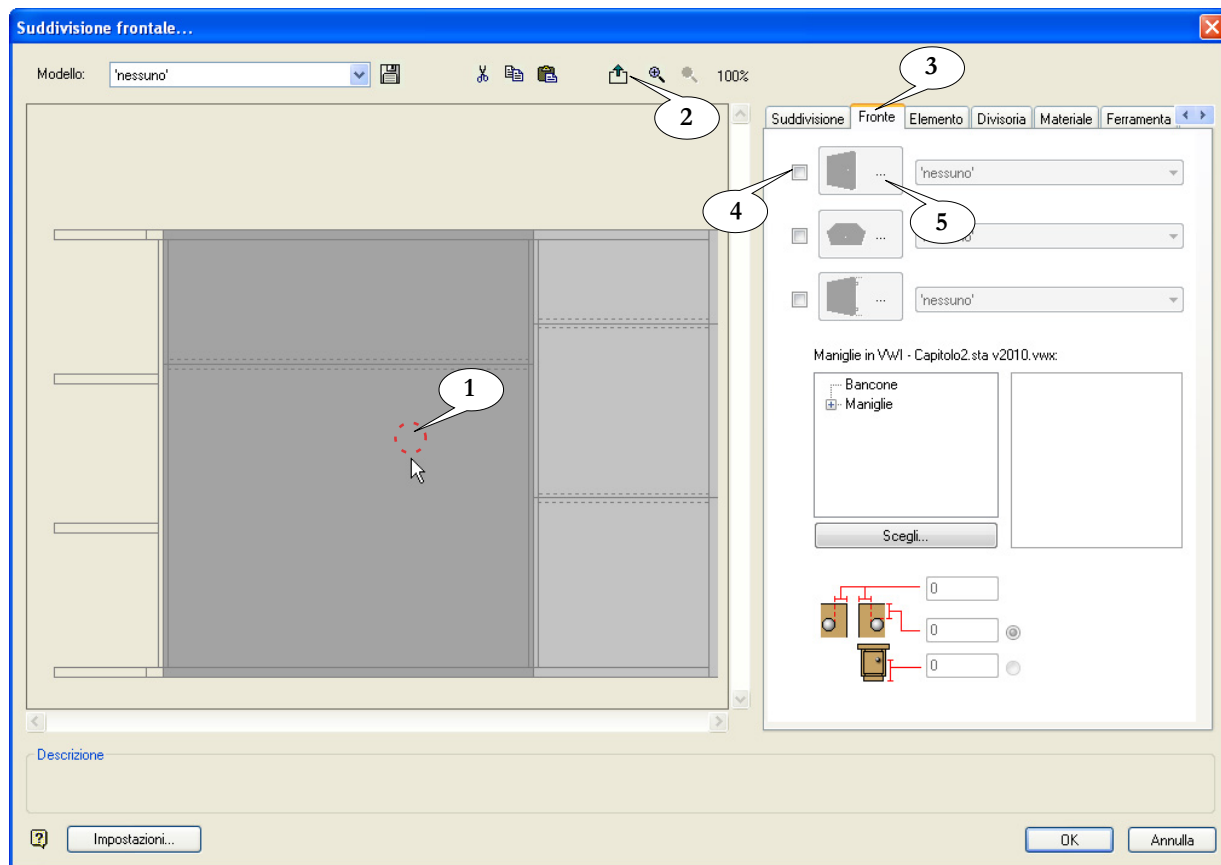 Suddivisione frontale...
Modello: 'nessuno' 100%
2
3
Suddivisione Fronte Elemento Divisoria Materiale Ferramenta
... 'nessuno'
4
5
...
... 'nessuno'
1
Maniglie in VWI - Capitolo2.sta v2010.vwx:
Bancone
Maniglie
Scegli...
0
0
0
Descrizione
Impostazioni... OK Annulla